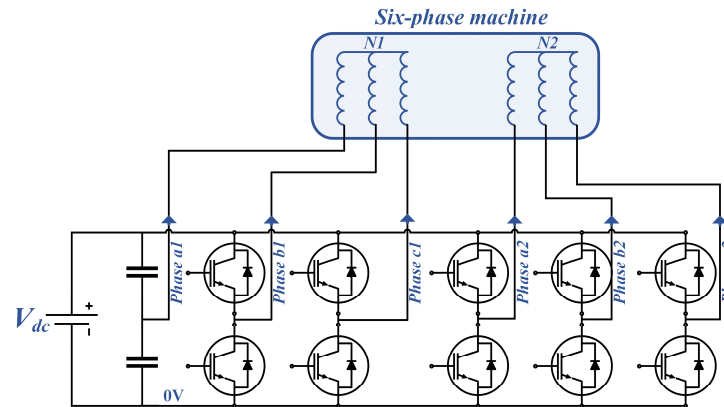 Six-phase machine
N1
N2
Phase a1
Phase b1
Phase c1
Phase a2
Phase b2
Vdc
+
0V